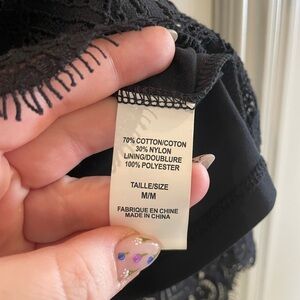 70% COTTON/COTON
30% NYLON
LINING/DOUBLURE
100% POLYESTER
TAILLE/SIZE
M/M
FABRIQUE EN CHINE
MADE IN CHINA